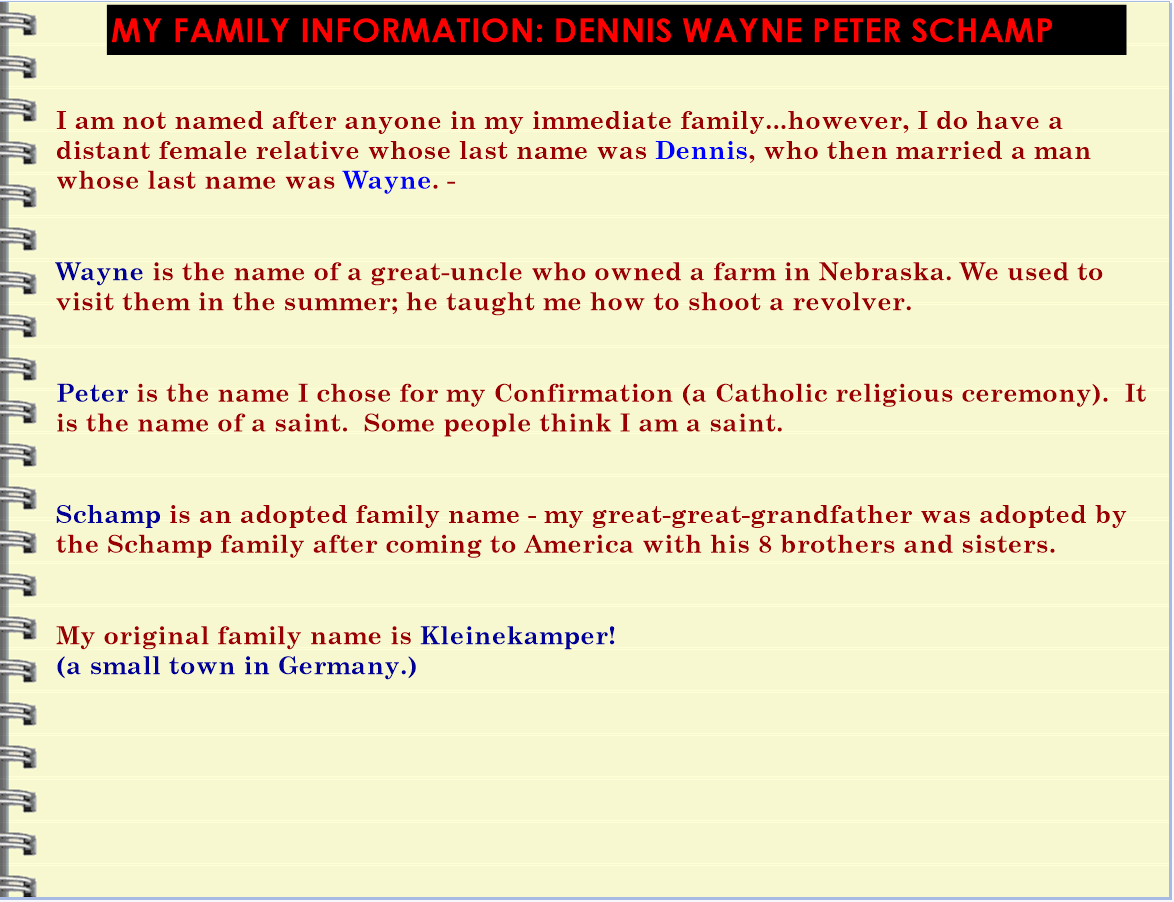 MY FAMILY INFORMATION: DENNIS WAYNE PETER SCHAMP
I am not named after anyone in my immediate family...however, I do have a
distant female relative whose last name was Dennis, who then married a man
whose last name was Wayne. -
Wayne is the name of a great-uncle who owned a farm in Nebraska. We used to
visit them in the summer; he taught me how to shoot a revolver.
Peter is the name I chose for my Confirmation (a Catholic religious ceremony).  It
is the name of a saint.  Some people think I am a saint.
Schamp is an adopted family name - my great-great-grandfather was adopted by
the Schamp family after coming to America with his 8 brothers and sisters.
My original family name is Kleinekamper!
(a small town in Germany.)